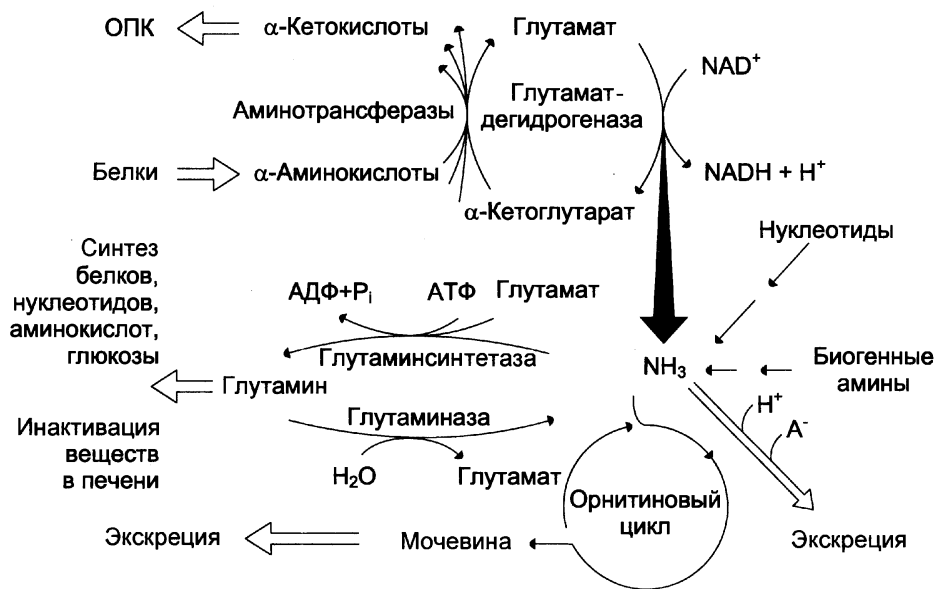 ОПК
α-Кетокислоты
Глутамат
NAD⁺
Аминотрансферазы
Глутамат-
дегидрогеназа
Белки
α-Аминокислоты
NADH + H⁺
α-Кетоглутарат
Нуклеотиды
Синтез
белков,
нуклеотидов,
аминокислот,
глюкозы
АДФ+Pᵢ
АТФ
Глутамат
Глутаминсинтетаза
NH₃
Биогенные
амины
Глутамин
Инактивация
веществ
в печени
Глутаминаза
H⁺
A⁻
H₂O
Глутамат
Орнитиновый
цикл
Экскреция
Мочевина
Экскреция